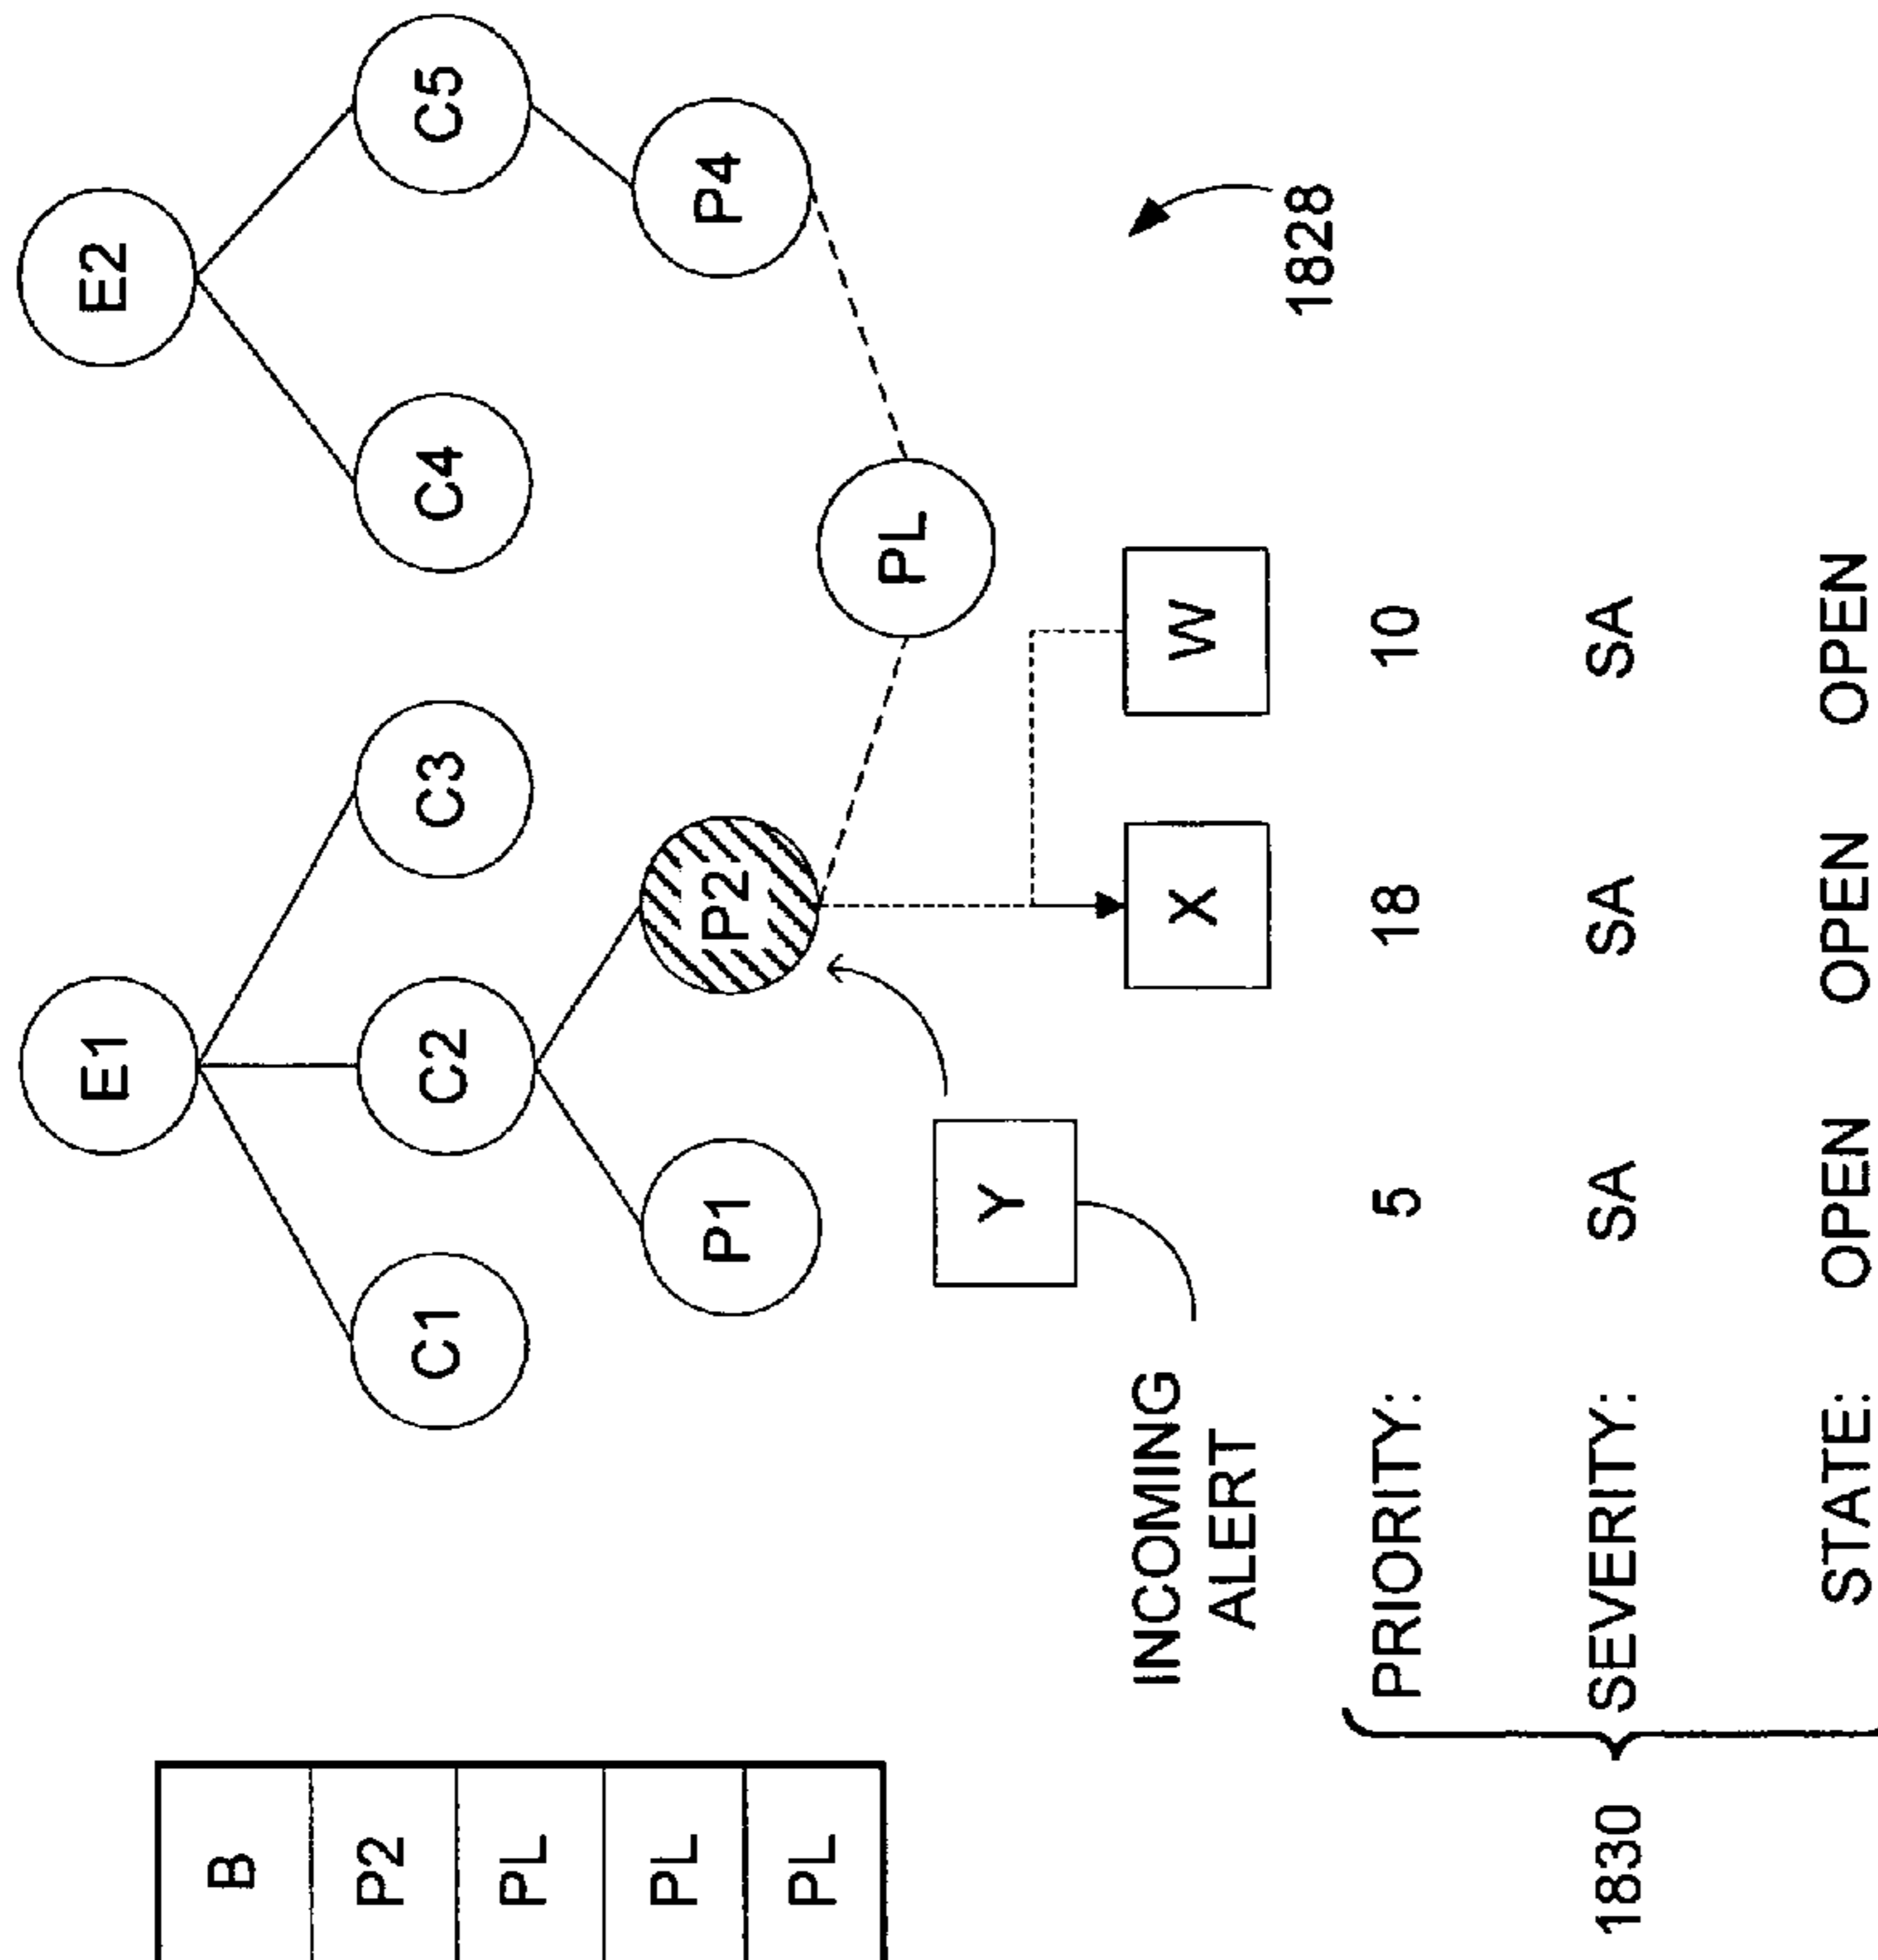 E1
E2
C1
C2
C3
C4
C5
P1
P2
P4
PL
Y
X
W
INCOMING
ALERT
1828
PRIORITY: 5 18 10
SEVERITY: SA SA SA
STATE: OPEN OPEN OPEN
1830
B
P2
PL
PL
PL